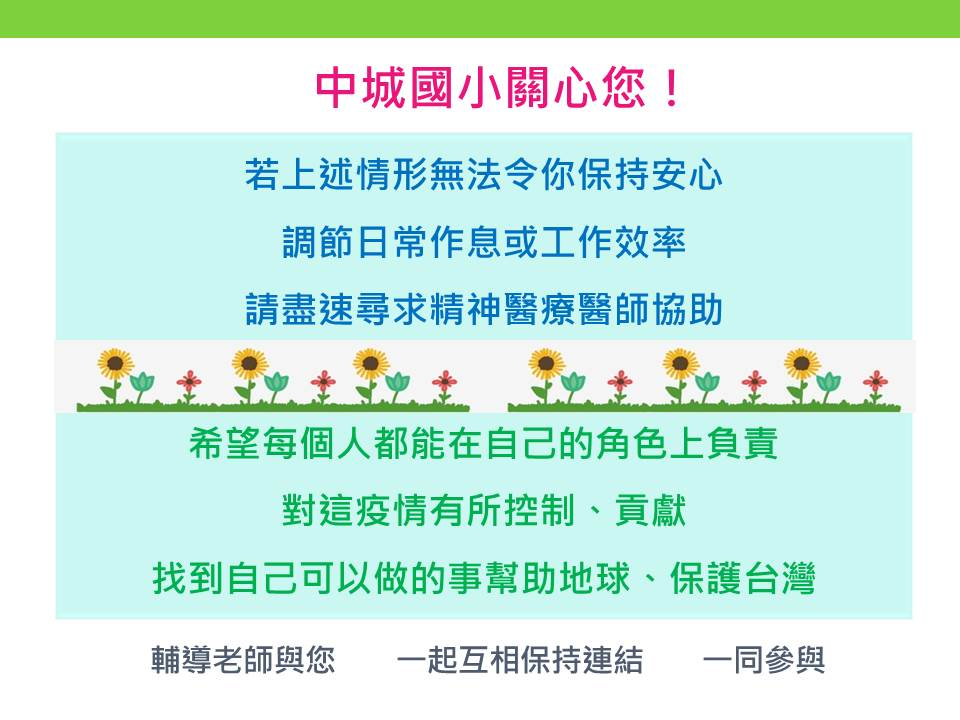 中城國小關心您！
若上述情形無法令你保持安心
調節日常作息或工作效率
請盡速尋求精神醫療醫師協助
希望每個人都能在自己的角色上負責
對這疫情有所控制、貢獻
找到自己可以做的事幫助地球、保護台灣
輔導老師與您　　一起互相保持連結　　一同參與